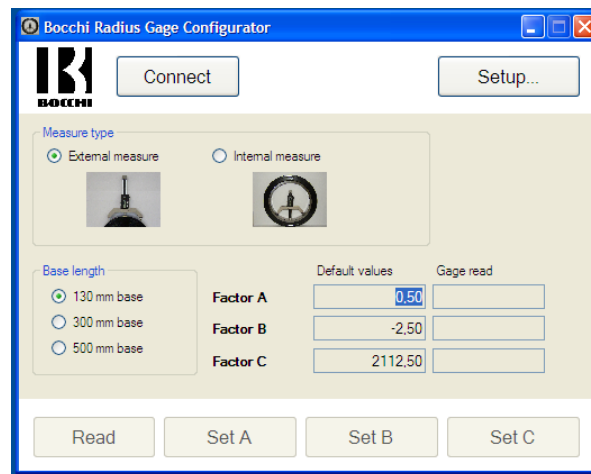 Bocchi Radius Gage Configurator
BOCCHI
Connect
Setup...
Measure type
External measure
Internal measure
Base length
130 mm base
300 mm base
500 mm base
Default values
Gage read
Factor A
0,50
Factor B
-2,50
Factor C
2112,50
Read
Set A
Set B
Set C